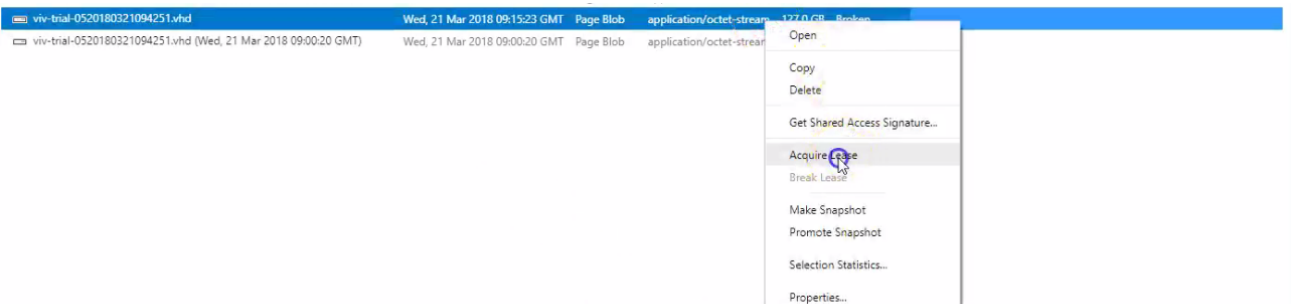 viv-trial-0520180321094251.vhd Wed, 21 Mar 2018 09:15:23 GMT Page Blob application/octet-stream 127.0 GB Broken
viv-trial-0520180321094251.vhd (Wed, 21 Mar 2018 09:00:20 GMT) Wed, 21 Mar 2018 09:00:20 GMT Page Blob application/octet-strear
Open
Copy
Delete
Get Shared Access Signature...
Acquire Lease
Break Lease
Make Snapshot
Promote Snapshot
Selection Statistics...
Properties...